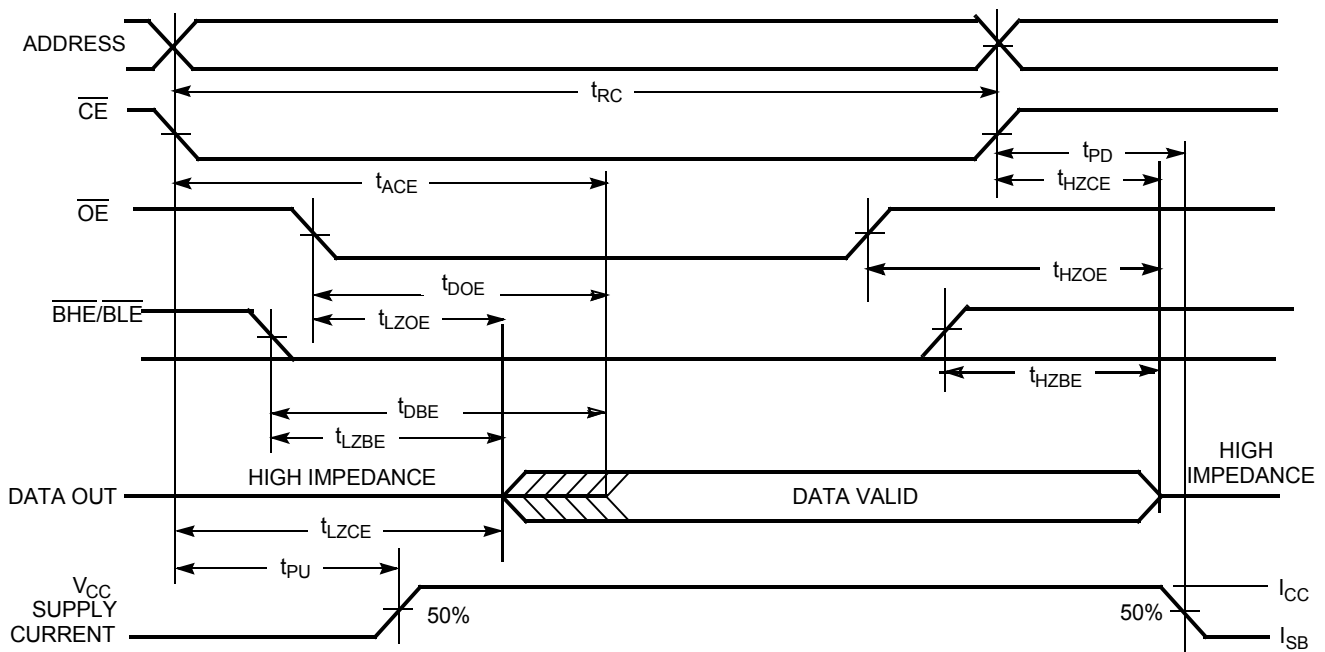 ADDRESS
tRC
CE
tPD
tACE
tHZCE
OE
tDOE
tHZOE
BHE/BLE
tLZOE
tHZBE
tDBE
tLZBE
HIGH IMPEDANCE
HIGH
IMPEDANCE
DATA OUT
DATA VALID
tLZCE
tPU
VCC
SUPPLY
CURRENT
50%
50%
ICC
ISB